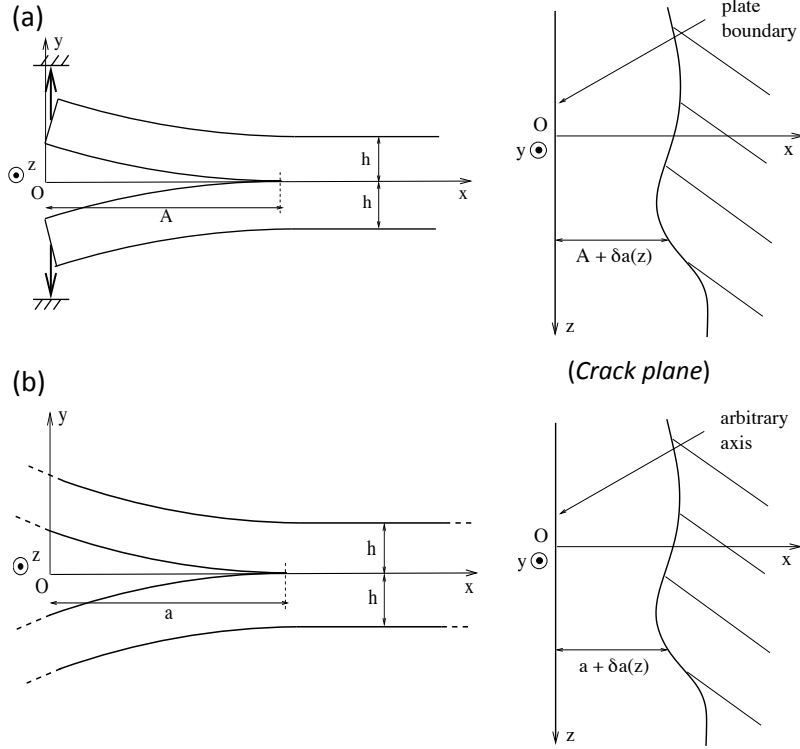 (a)
y
z
O
A
h
h
x
plate
boundary
O
y
x
A + δa(z)
z
(Crack plane)
(b)
y
z
O
a
h
h
x
arbitrary
axis
O
y
x
a + δa(z)
z